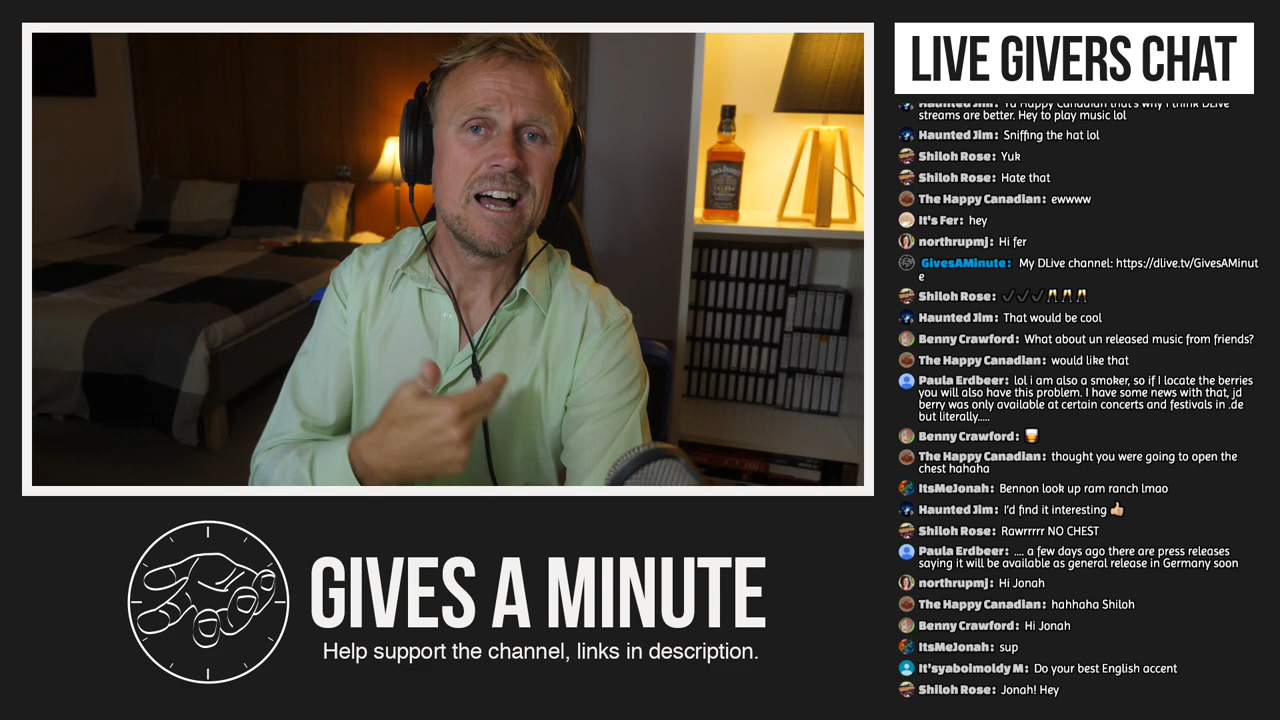 LIVE GIVERS CHAT
Haunted Jim: Ya Happy Canadian that's why I think DLive
streams are better. Hey to play music lol
Haunted Jim: Sniffing the hat lol
Shiloh Rose: Yuk
Shiloh Rose: Hate that
The Happy Canadian: ewwww
It's Fer: hey
northrupmj: Hi fer
GivesAMinute: My DLive channel: https://dlive.tv/GivesAMinut
e
Shiloh Rose: ✓✓✓🥂🥂🥂
Haunted Jim: That would be cool
Benny Crawford: What about un released music from friends?
The Happy Canadian: would like that
Paula Erdbeer: lol i am also a smoker, so if I locate the berries
you will also have this problem. I have some news with that, jd
berry was only available at certain concerts and festivals in .de
but literally.....
Benny Crawford: 🥃
The Happy Canadian: thought you were going to open the
chest hahaha
ItsMeJonah: Bennon look up ram ranch lmao
Haunted Jim: I'd find it interesting 👍🏼
Shiloh Rose: Rawrrrrr NO CHEST
Paula Erdbeer: .... a few days ago there are press releases
saying it will be available as general release in Germany soon
northrupmj: Hi Jonah
The Happy Canadian: hahhaha Shiloh
Benny Crawford: Hi Jonah
ItsMeJonah: sup
It'syaboimoldy M: Do your best English accent
Shiloh Rose: Jonah! Hey
GIVES A MINUTE
Help support the channel, links in description.